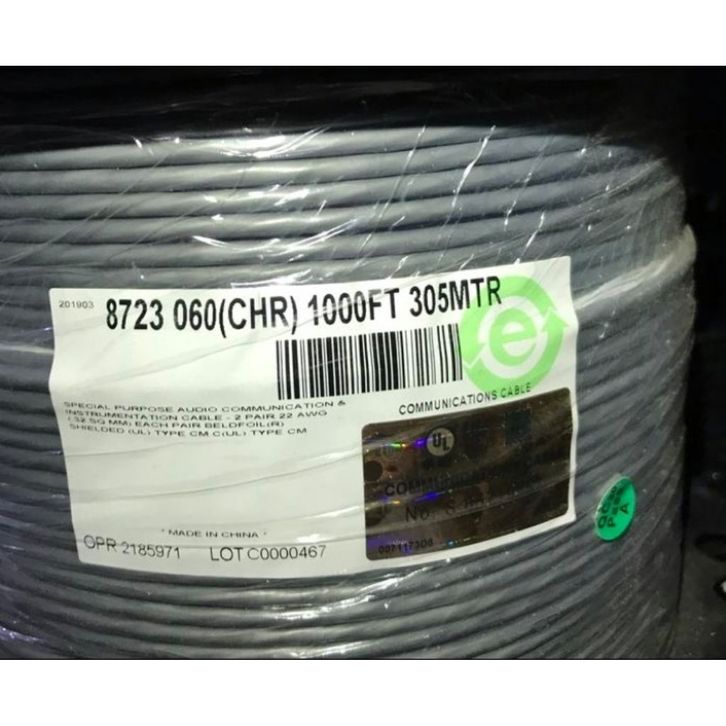 201903
8723 060(CHR) 1000FT 305MTR
e
SPECIAL PURPOSE AUDIO COMMUNICATION &
INSTRUMENTATION CABLE - 2 PAIR 22 AWG
(.32 SQ MM) EACH PAIR BELDFOIL(R)
SHIELDED (UL) TYPE CM C(UL) TYPE CM
COMMUNICATIONS CABLE
UL
No.
" MADE IN CHINA "
OPR 2185971 LOT C0000467
A